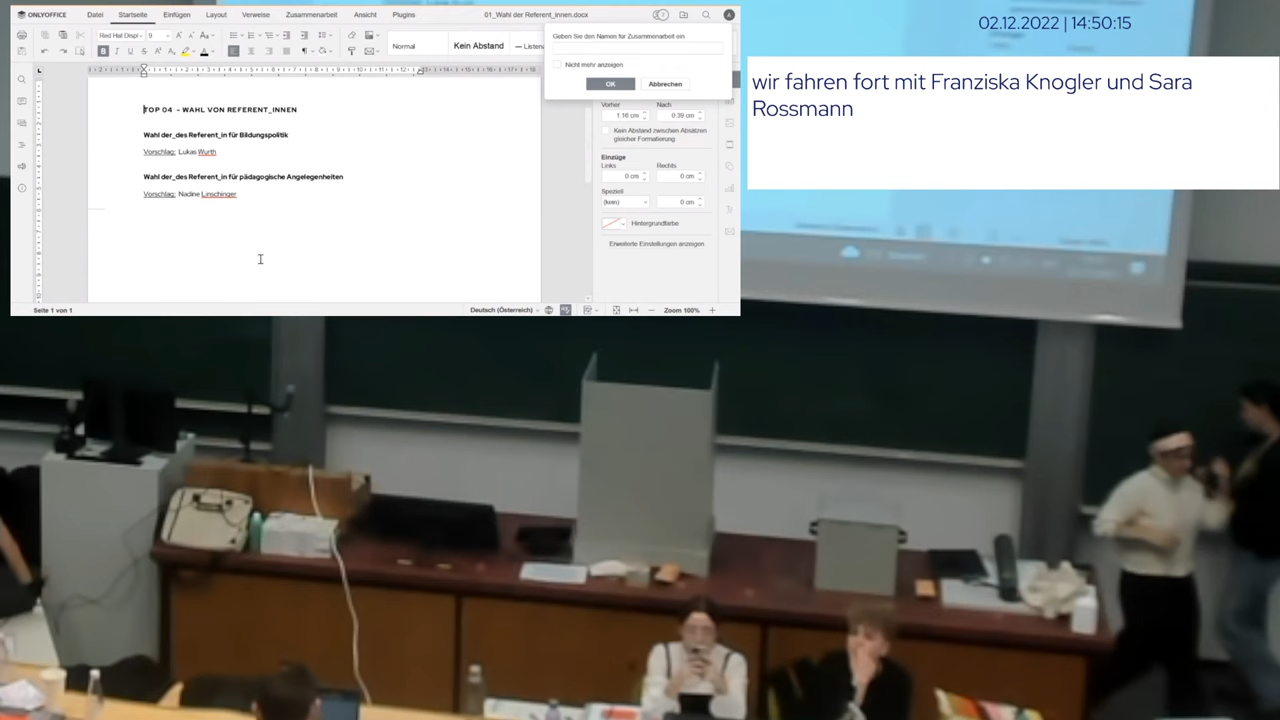 ONLYOFFICE
Datei Startseite Einfügen Layout Verweise Zusammenarbeit Ansicht Plugins
01_Wahl der Referent_innen.docx
Red Hat Displ 9
Normal
Kein Abstand
Geben Sie den Namen für Zusammenarbeit ein
Nicht mehr anzeigen
OK Abbrechen
TOP 04 - WAHL VON REFERENT_INNEN
Wahl der_des Referent_in für Bildungspolitik
Vorschlag: Lukas Wurth
Wahl der_des Referent_in für pädagogische Angelegenheiten
Vorschlag: Nadine Linschinger
Vorher Nach
1.16 cm 0.39 cm
Kein Abstand zwischen Absätzen
gleicher Formatierung
Einzüge
Links Rechts
0 cm 0 cm
Speziell
(kein) 0 cm
Hintergrundfarbe
Erweiterte Einstellungen anzeigen
Seite 1 von 1
Deutsch (Österreich)
Zoom 100%
02.12.2022 | 14:50:15
wir fahren fort mit Franziska Knogler und Sara
Rossmann